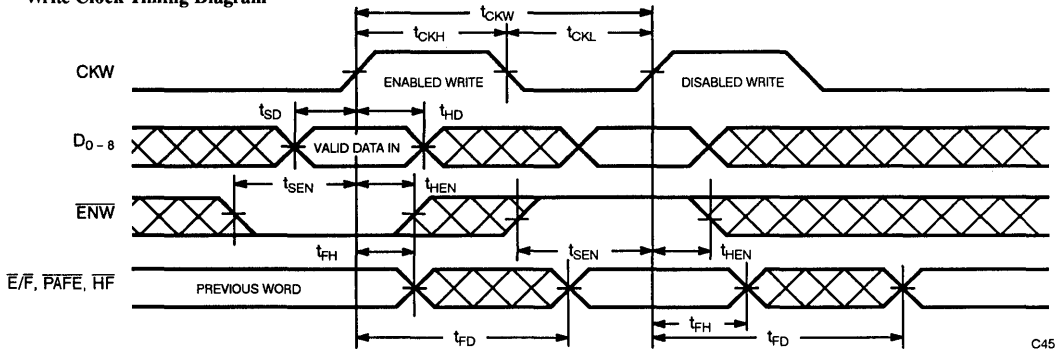 Write Clock Timing Diagram
tCKW
tCKH
tCKL
CKW
ENABLED WRITE
DISABLED WRITE
tSD
tHD
D0 – 8
VALID DATA IN
tSEN
tHEN
ENW
tFH
tSEN
tHEN
E/F, PAFE, HF
PREVIOUS WORD
tFD
tFH
tFD
C45